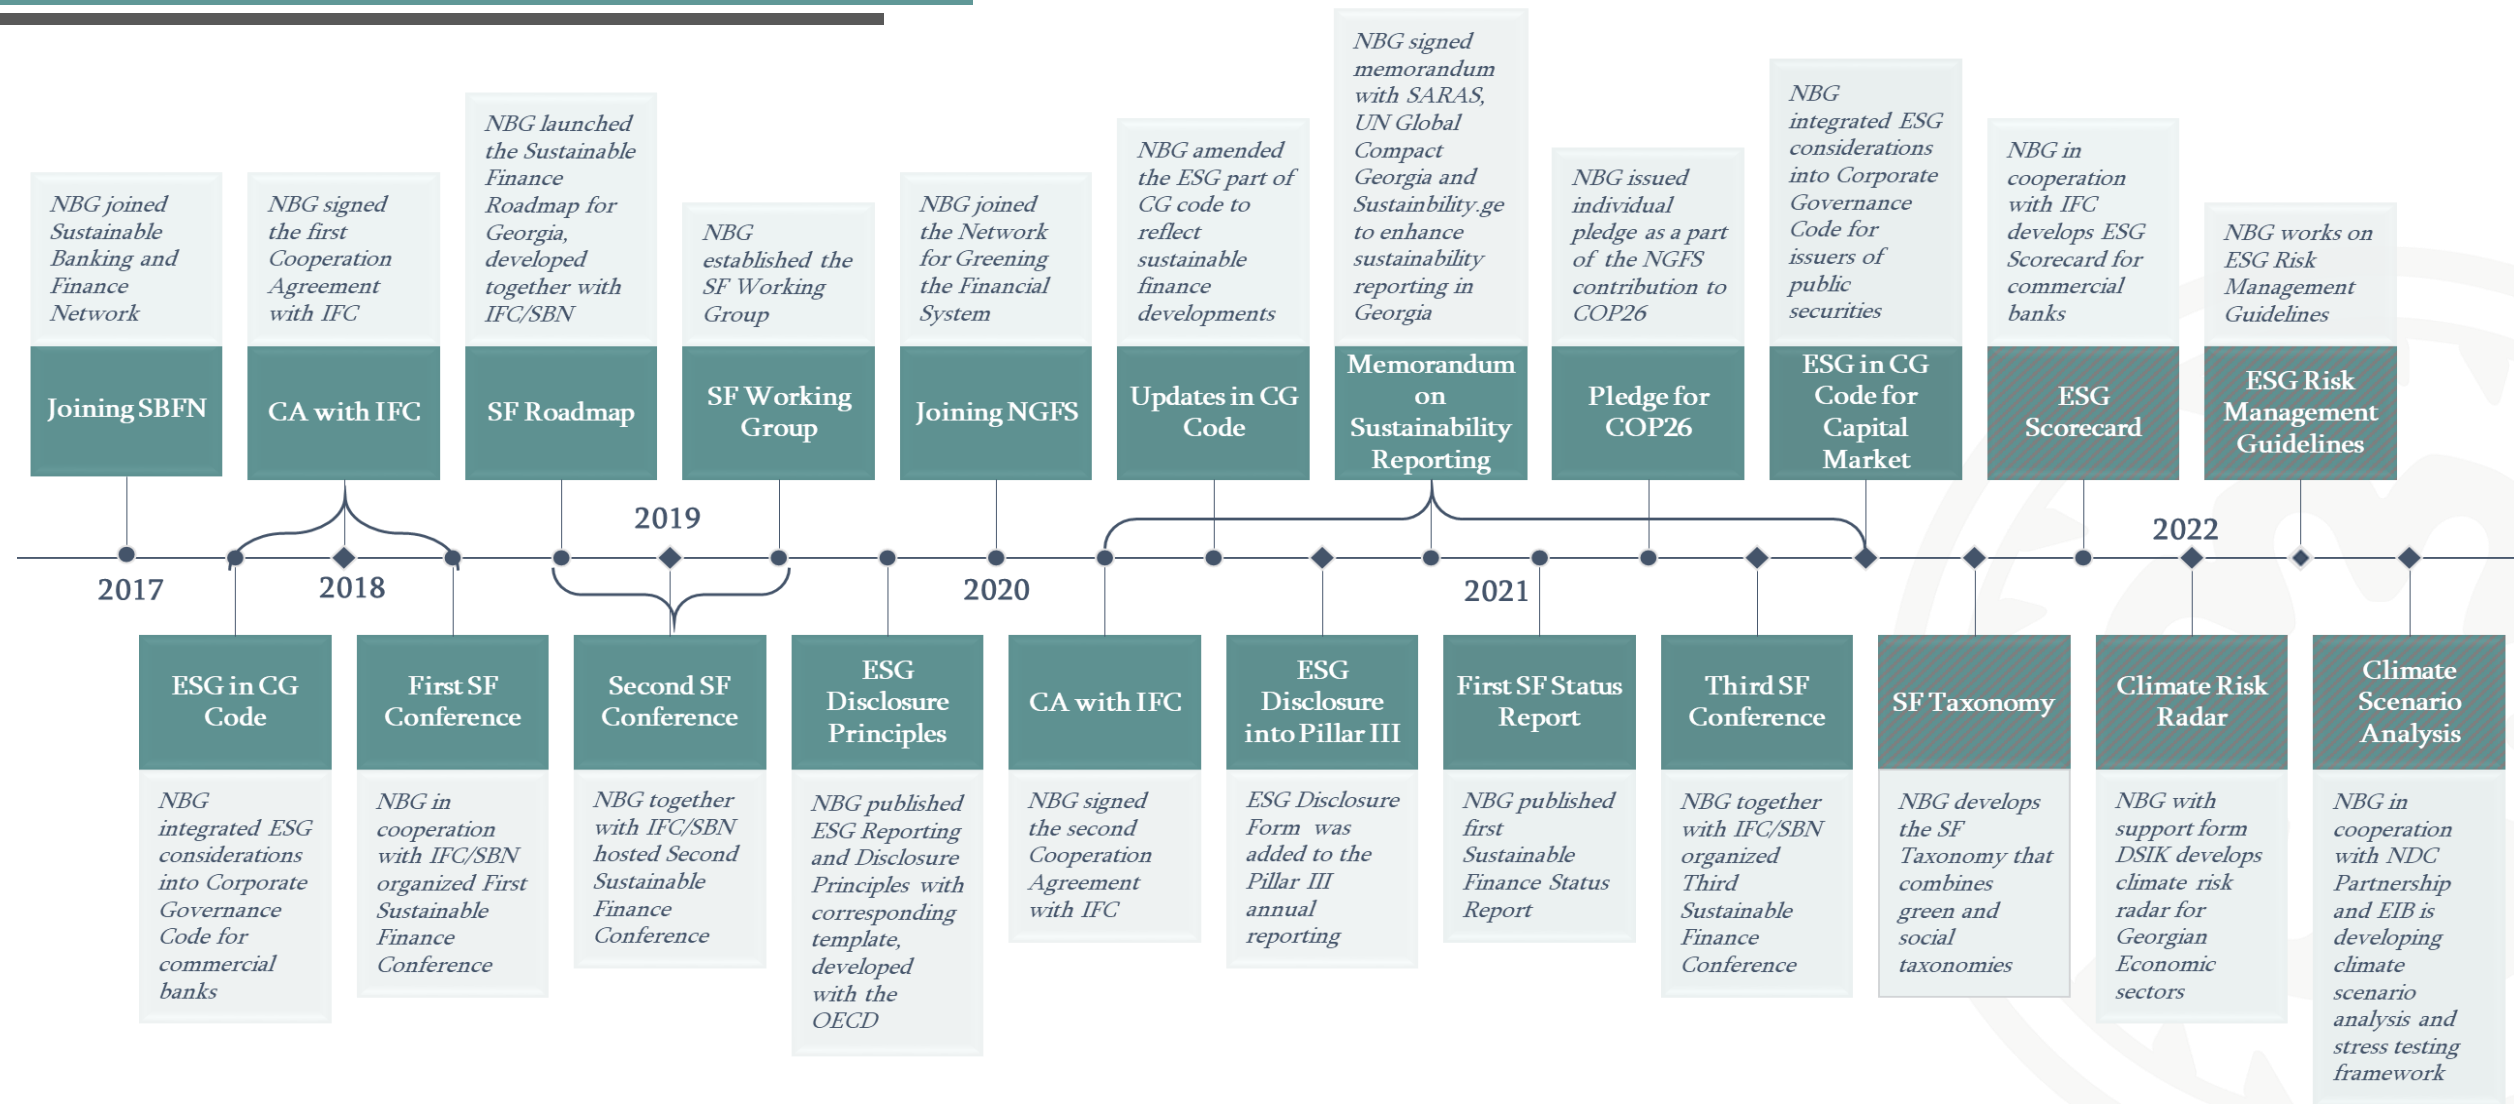 NBG joined
Sustainable
Banking and
Finance
Network
Joining SBFN
NBG signed
the first
Cooperation
Agreement
with IFC
CA with IFC
NBG launched
the Sustainable
Finance
Roadmap for
Georgia,
developed
together with
IFC/SBN
SF Roadmap
NBG
established the
SF Working
Group
SF Working
Group
NBG joined
the Network
for Greening
the Financial
System
Joining NGFS
NBG amended
the ESG part of
CG code to
reflect
sustainable
finance
developments
Updates in CG
Code
NBG signed
memorandum
with SARAS,
UN Global
Compact
Georgia and
Sustainbility.ge
to enhance
sustainability
reporting in
Georgia
Memorandum
on
Sustainability
Reporting
NBG issued
individual
pledge as a part
of the NGFS
contribution to
COP26
Pledge for
COP26
NBG
integrated ESG
considerations
into Corporate
Governance
Code for
issuers of
public
securities
ESG in CG
Code for
Capital
Market
NBG in
cooperation
with IFC
develops ESG
Scorecard for
commercial
banks
ESG
Scorecard
NBG works on
ESG Risk
Management
Guidelines
ESG Risk
Management
Guidelines
2017
2018
2019
2020
2021
2022
ESG in CG
Code
NBG
integrated ESG
considerations
into Corporate
Governance
Code for
commercial
banks
First SF
Conference
NBG in
cooperation
with IFC/SBN
organized First
Sustainable
Finance
Conference
Second SF
Conference
NBG together
with IFC/SBN
hosted Second
Sustainable
Finance
Conference
ESG
Disclosure
Principles
NBG published
ESG Reporting
and Disclosure
Principles with
corresponding
template,
developed
with the
OECD
CA with IFC
NBG signed
the second
Cooperation
Agreement
with IFC
ESG
Disclosure
into Pillar III
ESG Disclosure
Form was
added to the
Pillar III
annual
reporting
First SF Status
Report
NBG published
first
Sustainable
Finance Status
Report
Third SF
Conference
NBG together
with IFC/SBN
organized
Third
Sustainable
Finance
Conference
SF Taxonomy
NBG develops
the SF
Taxonomy that
combines
green and
social
taxonomies
Climate Risk
Radar
NBG with
support form
DSIK develops
climate risk
radar for
Georgian
Economic
sectors
Climate
Scenario
Analysis
NBG in
cooperation
with NDC
Partnership
and EIB is
developing
climate
scenario
analysis and
stress testing
framework